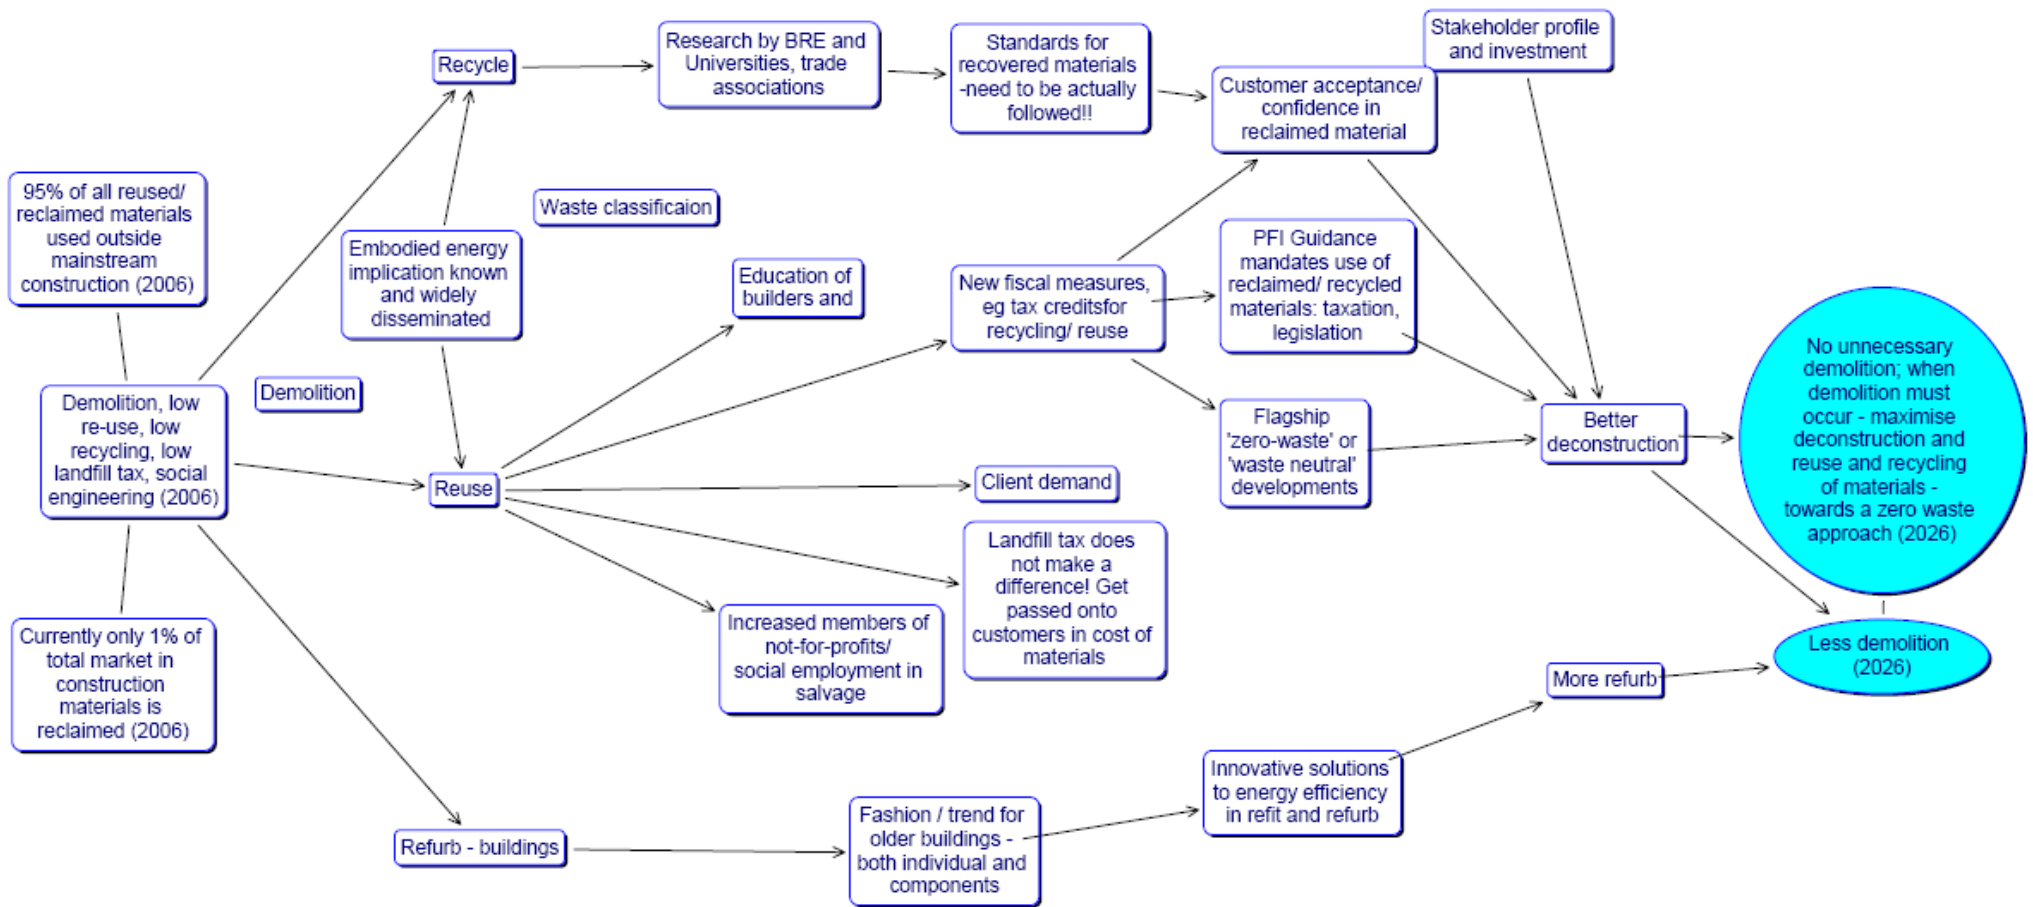 Stakeholder profile
and investment
Research by BRE and
Universities, trade
associations
Standards for
recovered materials
-need to be actually
followed!!
Recycle
Customer acceptance/
confidence in
reclaimed material
95% of all reused/
reclaimed materials
used outside
mainstream
construction (2006)
Waste classificaion
Embodied energy
implication known
and widely
disseminated
Education of
builders and
New fiscal measures,
eg tax creditsfor
recycling/ reuse
PFI Guidance
mandates use of
reclaimed/ recycled
materials: taxation,
legislation
No unnecessary
demolition; when
demolition must
occur - maximise
deconstruction and
reuse and recycling
of materials -
towards a zero waste
approach (2026)
Demolition
Demolition, low
re-use, low
recycling, low
landfill tax, social
engineering (2006)
Flagship
'zero-waste' or
'waste neutral'
developments
Better
deconstruction
Reuse
Client demand
Landfill tax does
not make a
difference! Get
passed onto
customers in cost of
materials
Increased members of
not-for-profits/
social employment in
salvage
Currently only 1% of
total market in
construction
materials is
reclaimed (2006)
Less demolition
(2026)
More refurb
Innovative solutions
to energy efficiency
in refit and refurb
Refurb - buildings
Fashion / trend for
older buildings -
both individual and
components